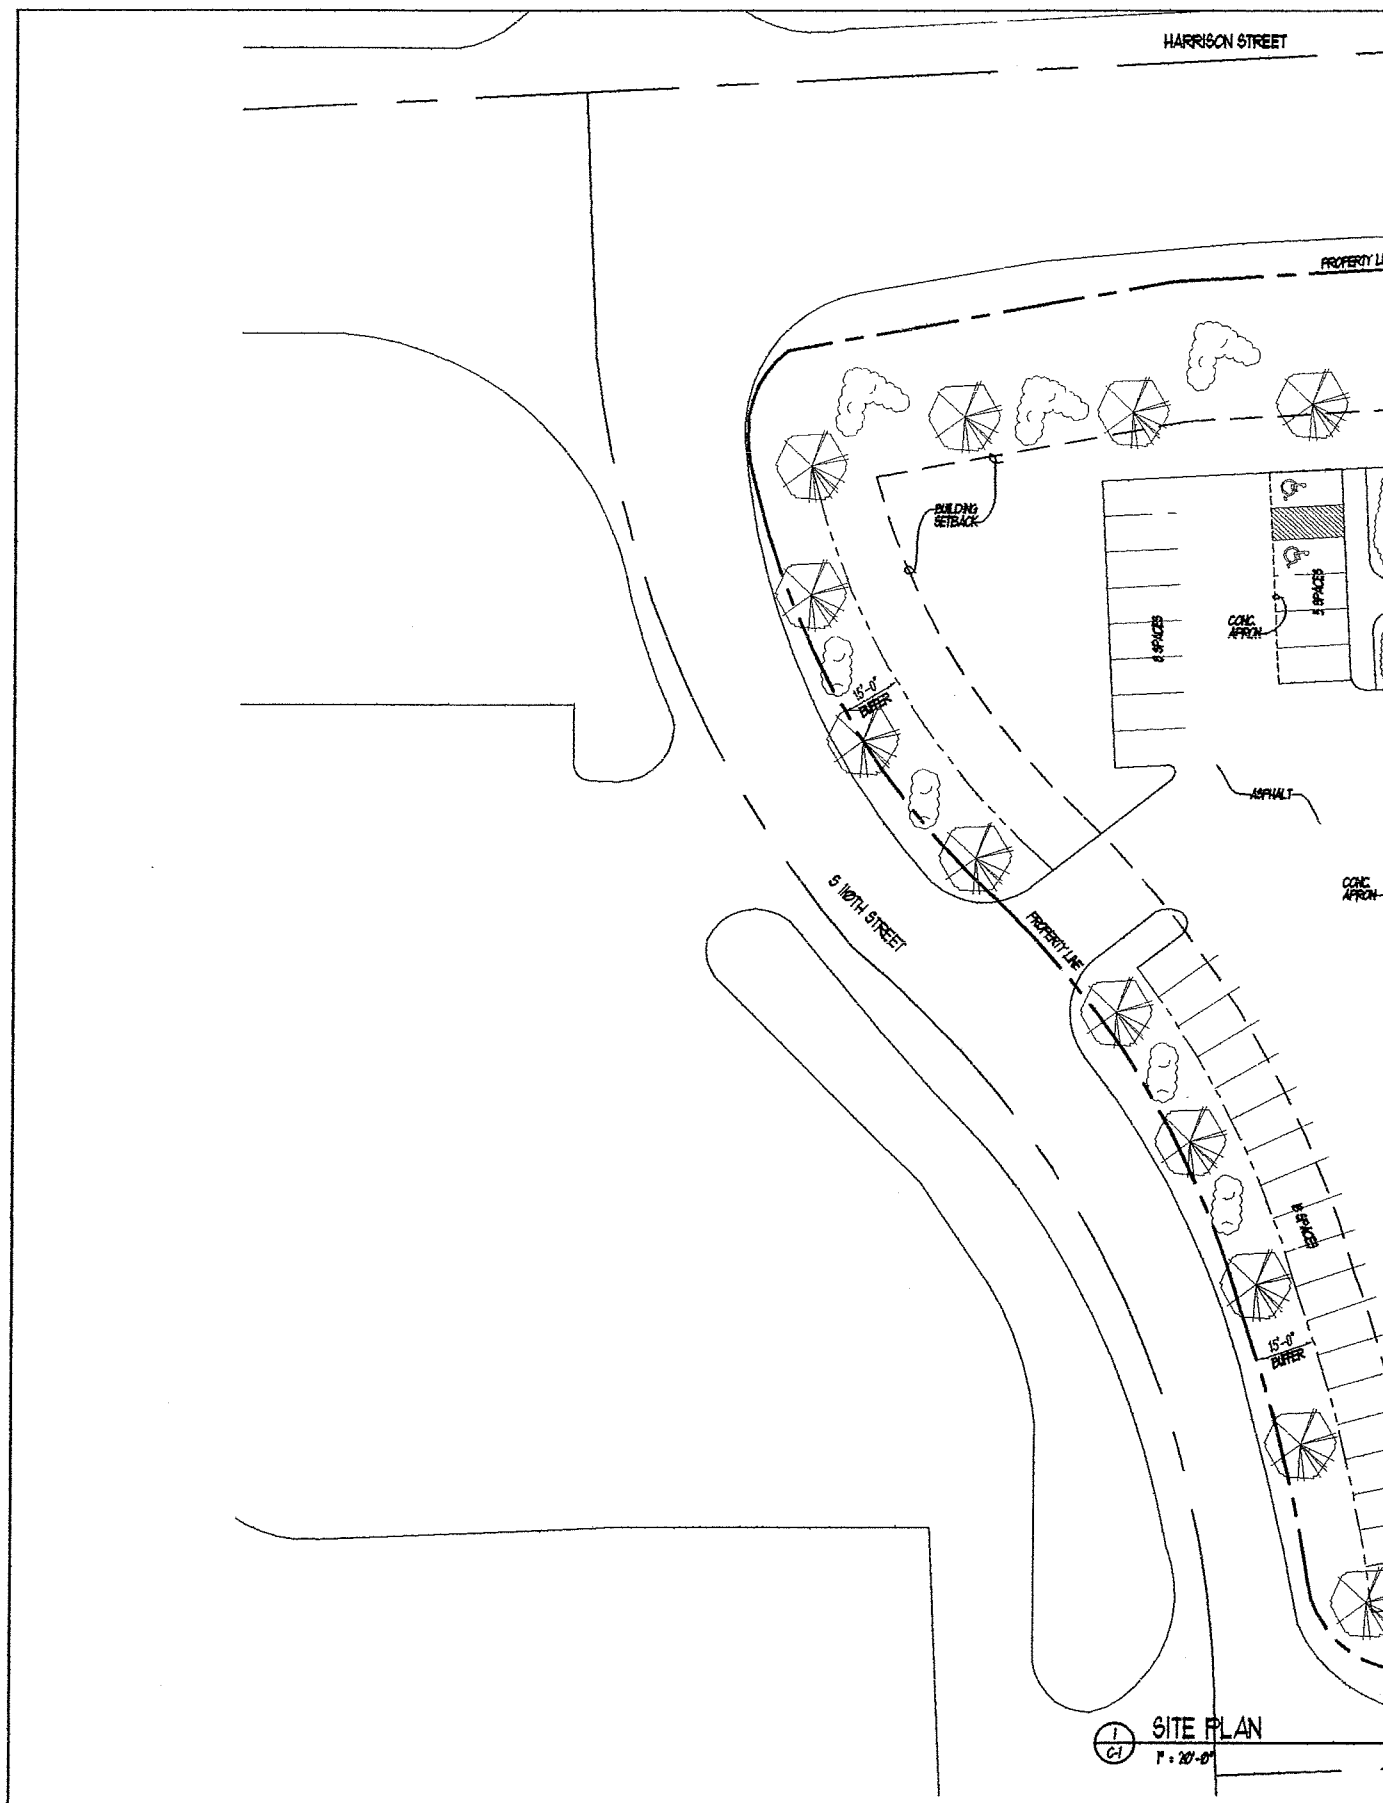 HARRISON STREET
PROPERTY LI
BUILDING
SETBACK
8 SPACES
CONC.
APRON
5 SPACES
15'-0"
BUFFER
ASPHALT
CONC.
APRON
S 110TH STREET
PROPERTY LINE
15'-0"
BUFFER
1
C-1
SITE PLAN
1" = 20'-0"